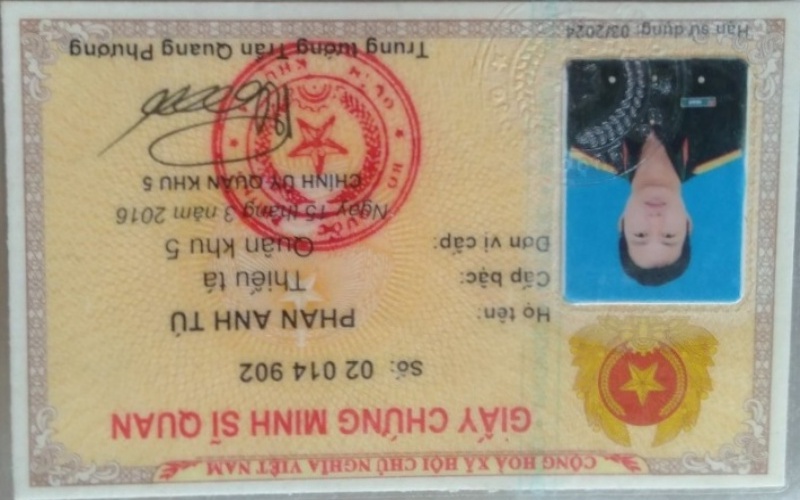 CỘNG HOÀ XÃ HỘI CHỦ NGHĨA VIỆT NAM
GIẤY CHỨNG MINH SĨ QUAN
Số: 02 014 902
Họ tên: PHAN ANH TÚ
Cấp bậc: Thiếu tá
Đơn vị cấp: Quân khu 5
Ngày 15 tháng 3 năm 2016
CHÍNH ỦY QUÂN KHU 5
Trung tướng Trần Quang Phương
Hạn sử dụng: 03/2024